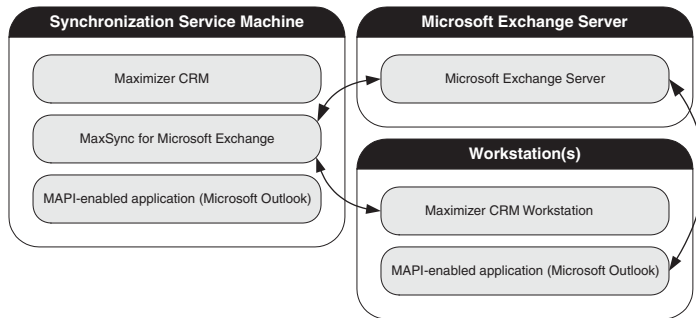 Synchronization Service Machine
Maximizer CRM
MaxSync for Microsoft Exchange
MAPI-enabled application (Microsoft Outlook)
Microsoft Exchange Server
Microsoft Exchange Server
Workstation(s)
Maximizer CRM Workstation
MAPI-enabled application (Microsoft Outlook)